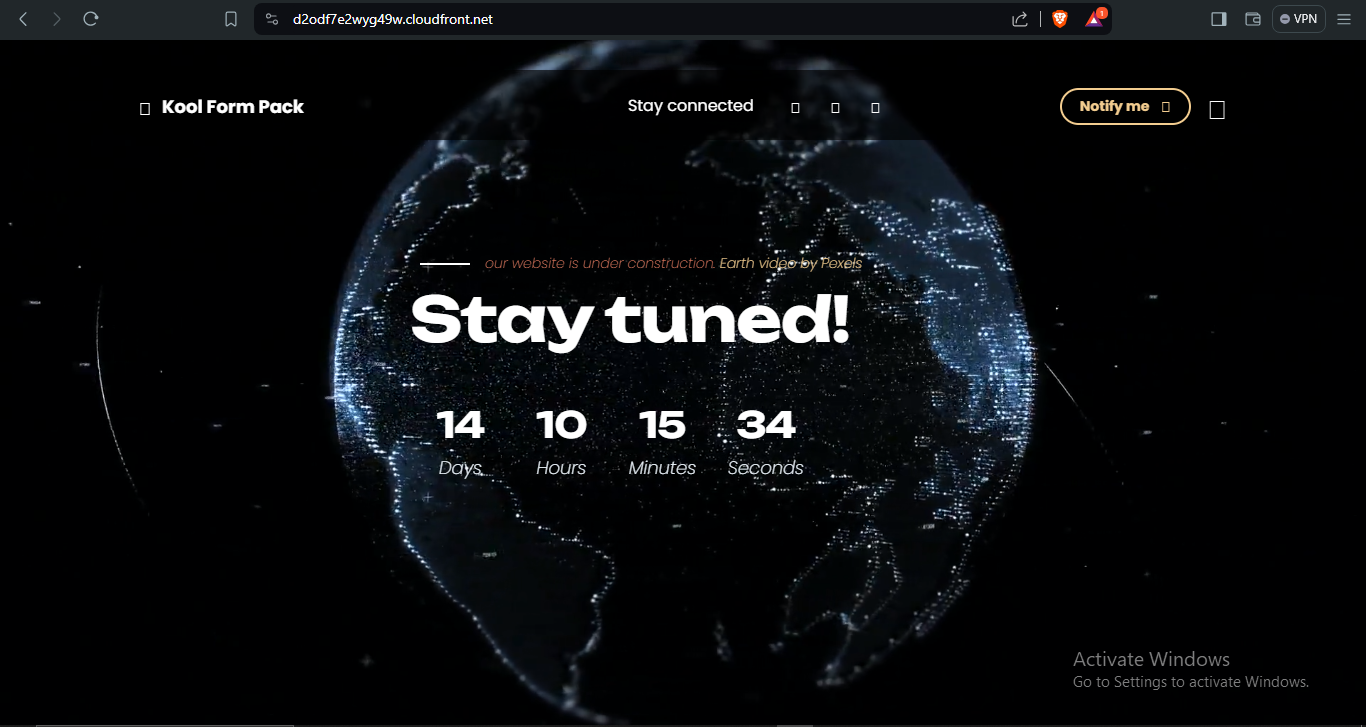 d2odf7e2wyg49w.cloudfront.net
1
VPN
Kool Form Pack
Stay connected
Notify me
our website is under construction. Earth video by Pexels
Stay tuned!
14 10 15 34
Days Hours Minutes Seconds
Activate Windows
Go to Settings to activate Windows.